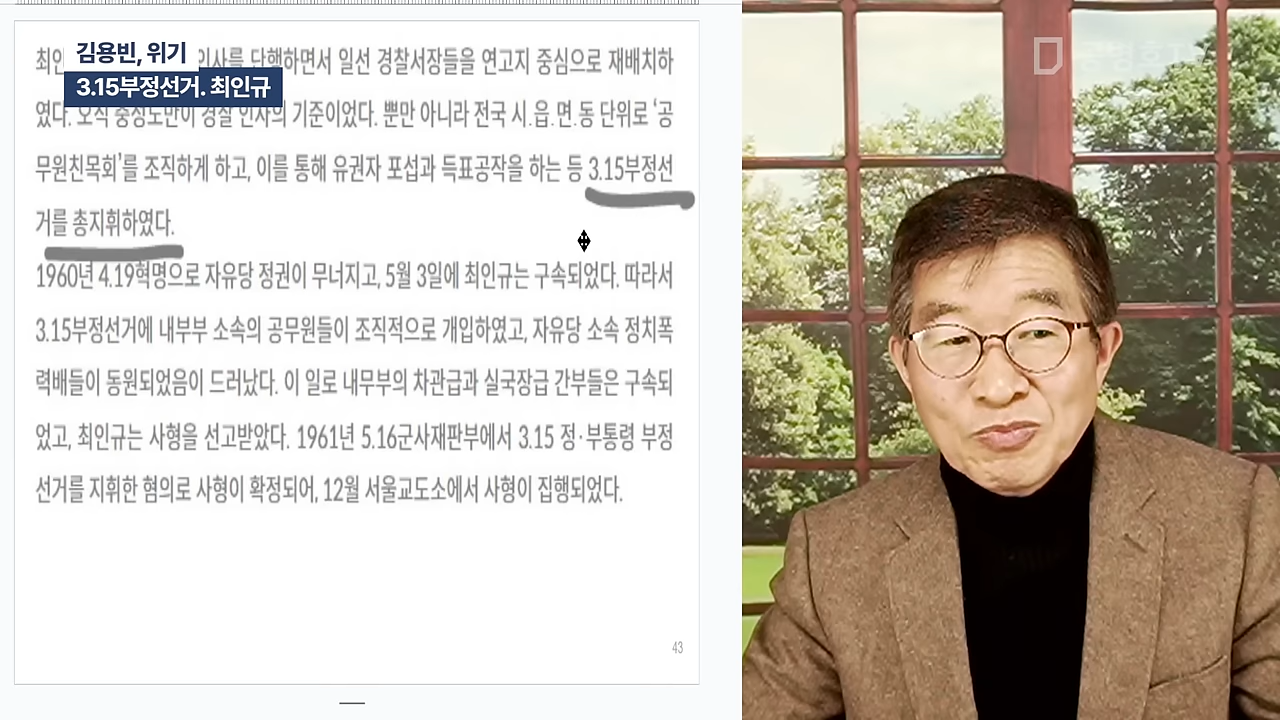 김용빈, 위기
3.15부정선거. 최인규
최인 인사를 단행하면서 일선 경찰서장들을 연고지 중심으로 재배치하
였다. 오직 충성도만이 경찰 인사의 기준이었다. 뿐만 아니라 전국 시.읍.면.동 단위로 ‘공
무원친목회’를 조직하게 하고, 이를 통해 유권자 포섭과 득표공작을 하는 등 3.15부정선
거를 총지휘하였다.
1960년 4.19혁명으로 자유당 정권이 무너지고, 5월 3일에 최인규는 구속되었다. 따라서
3.15부정선거에 내부부 소속의 공무원들이 조직적으로 개입하였고, 자유당 소속 정치폭
력배들이 동원되었음이 드러났다. 이 일로 내무부의 차관급과 실국장급 간부들은 구속되
었고, 최인규는 사형을 선고받았다. 1961년 5.16군사재판부에서 3.15 정·부통령 부정
선거를 지휘한 혐의로 사형이 확정되어, 12월 서울교도소에서 사형이 집행되었다.
43